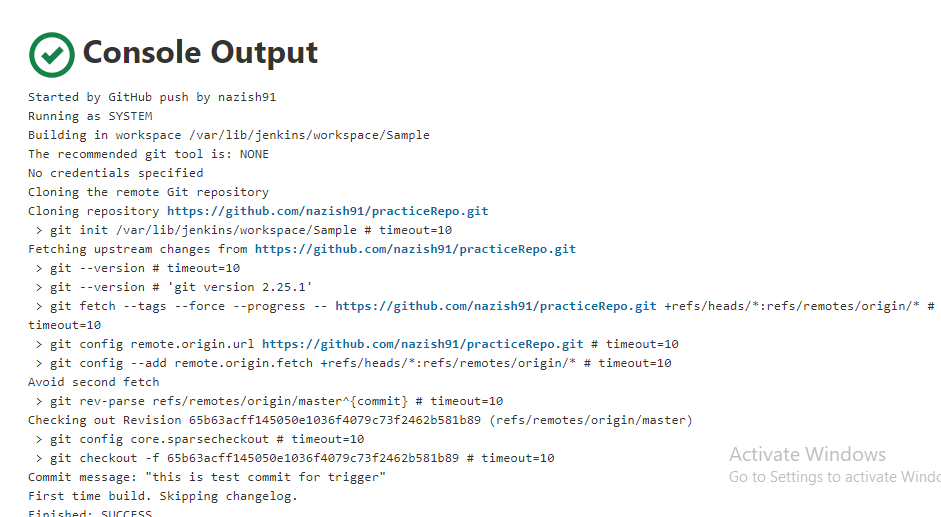 Console Output
Started by GitHub push by nazish91
Running as SYSTEM
Building in workspace /var/lib/jenkins/workspace/Sample
The recommended git tool is: NONE
No credentials specified
Cloning the remote Git repository
Cloning repository https://github.com/nazish91/practiceRepo.git
> git init /var/lib/jenkins/workspace/Sample # timeout=10
Fetching upstream changes from https://github.com/nazish91/practiceRepo.git
> git --version # timeout=10
> git --version # 'git version 2.25.1'
> git fetch --tags --force --progress -- https://github.com/nazish91/practiceRepo.git +refs/heads/*:refs/remotes/origin/* #
timeout=10
> git config remote.origin.url https://github.com/nazish91/practiceRepo.git # timeout=10
> git config --add remote.origin.fetch +refs/heads/*:refs/remotes/origin/* # timeout=10
Avoid second fetch
> git rev-parse refs/remotes/origin/master^{commit} # timeout=10
Checking out Revision 65b63acff145050e1036f4079c73f2462b581b89 (refs/remotes/origin/master)
> git config core.sparsecheckout # timeout=10
> git checkout -f 65b63acff145050e1036f4079c73f2462b581b89 # timeout=10
Commit message: "this is test commit for trigger"
First time build. Skipping changelog.
Finished: SUCCESS
Activate Windows
Go to Settings to activate Windo